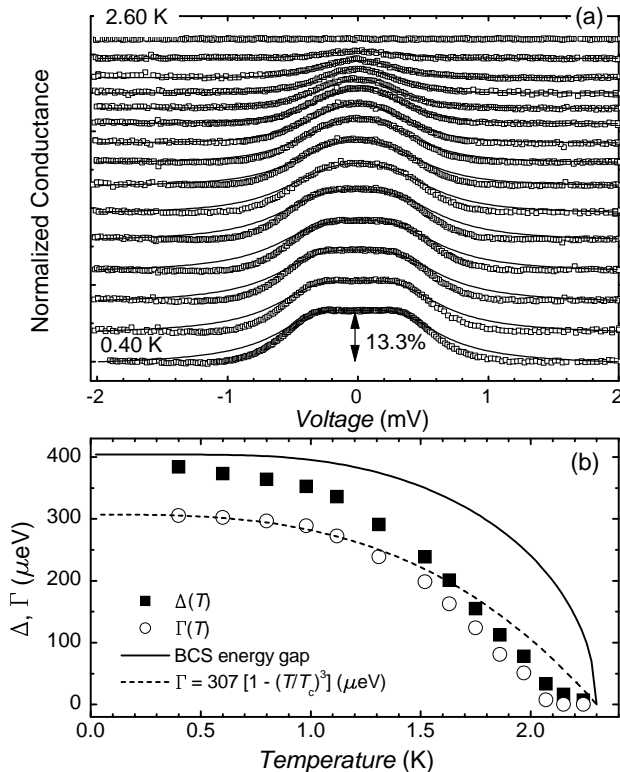 2.60 K
(a)
Normalized Conductance
0.40 K
13.3%
-2 -1 0 1 2
Voltage (mV)
(b)
400
300
200
100
0
Δ, Γ (μeV)
Δ(T)
Γ(T)
BCS energy gap
Γ = 307 [1 - (T/Tc)³] (μeV)
0.0 0.5 1.0 1.5 2.0
Temperature (K)